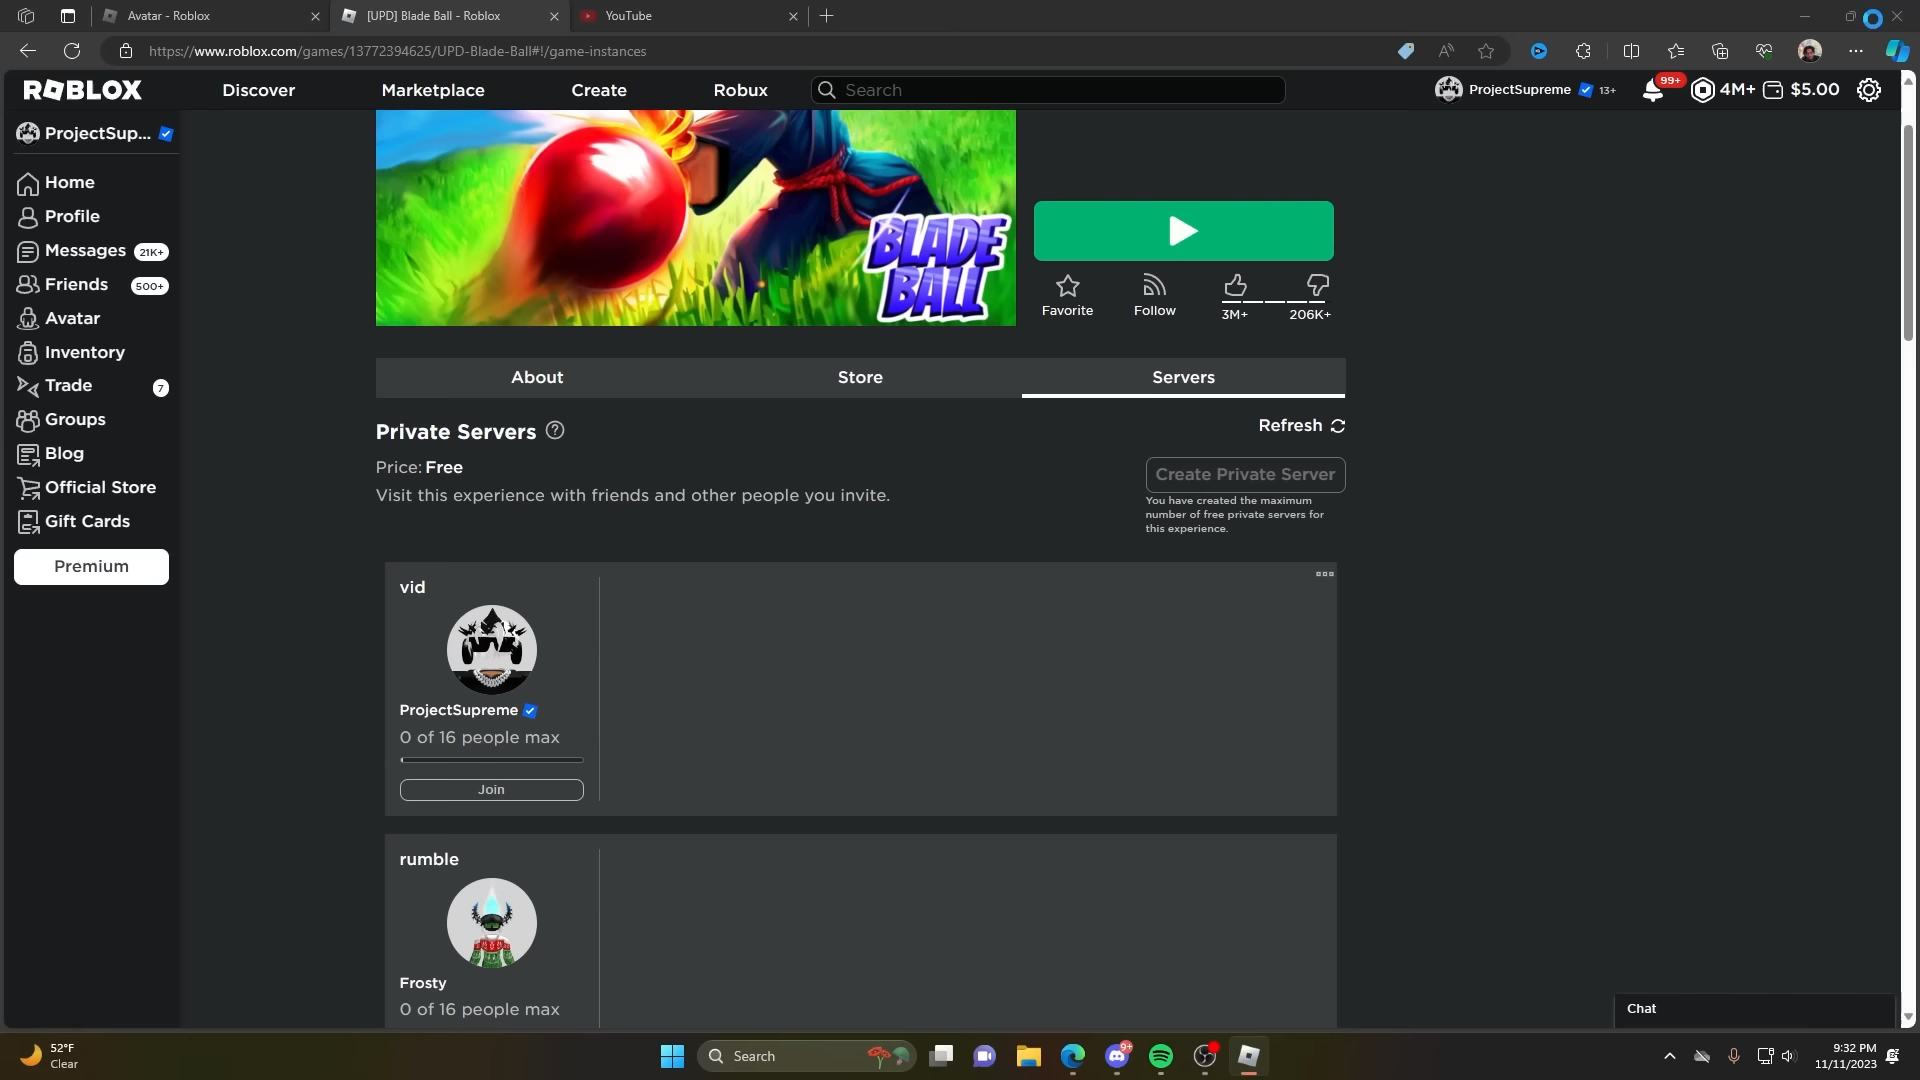 Avatar - Roblox
[UPD] Blade Ball - Roblox
YouTube
https://www.roblox.com/games/13772394625/UPD-Blade-Ball#!/game-instances
ROBLOX
Discover
Marketplace
Create
Robux
Search
ProjectSupreme
13+
99+
4M+
$5.00
ProjectSup...
Home
Profile
Messages 21K+
Friends 500+
Avatar
Inventory
Trade 7
Groups
Blog
Official Store
Gift Cards
Premium
BLADE
BALL
Favorite
Follow
3M+
206K+
About
Store
Servers
Private Servers
Refresh
Price: Free
Create Private Server
Visit this experience with friends and other people you invite.
You have created the maximum
number of free private servers for
this experience.
vid
ProjectSupreme
0 of 16 people max
Join
rumble
Frosty
0 of 16 people max
Chat
52°F
Clear
Search
9+
9:32 PM
11/11/2023